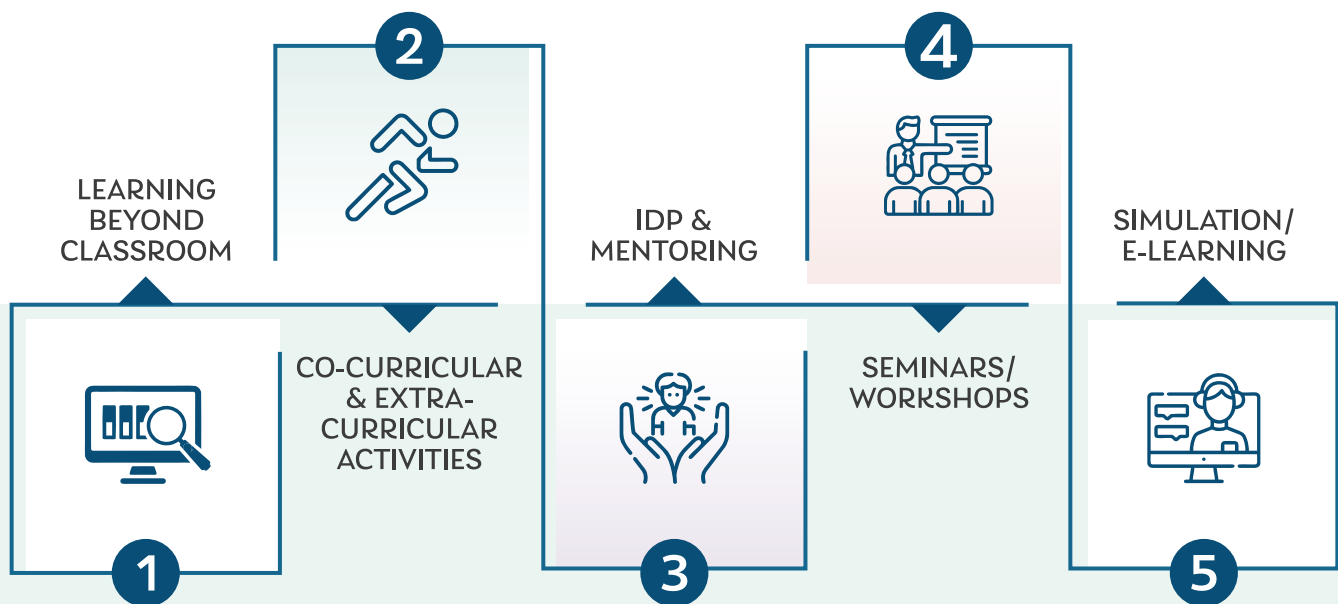 1
LEARNING
BEYOND
CLASSROOM
2
CO-CURRICULAR
& EXTRA-
CURRICULAR
ACTIVITIES
3
IDP &
MENTORING
4
SEMINARS/
WORKSHOPS
5
SIMULATION/
E-LEARNING